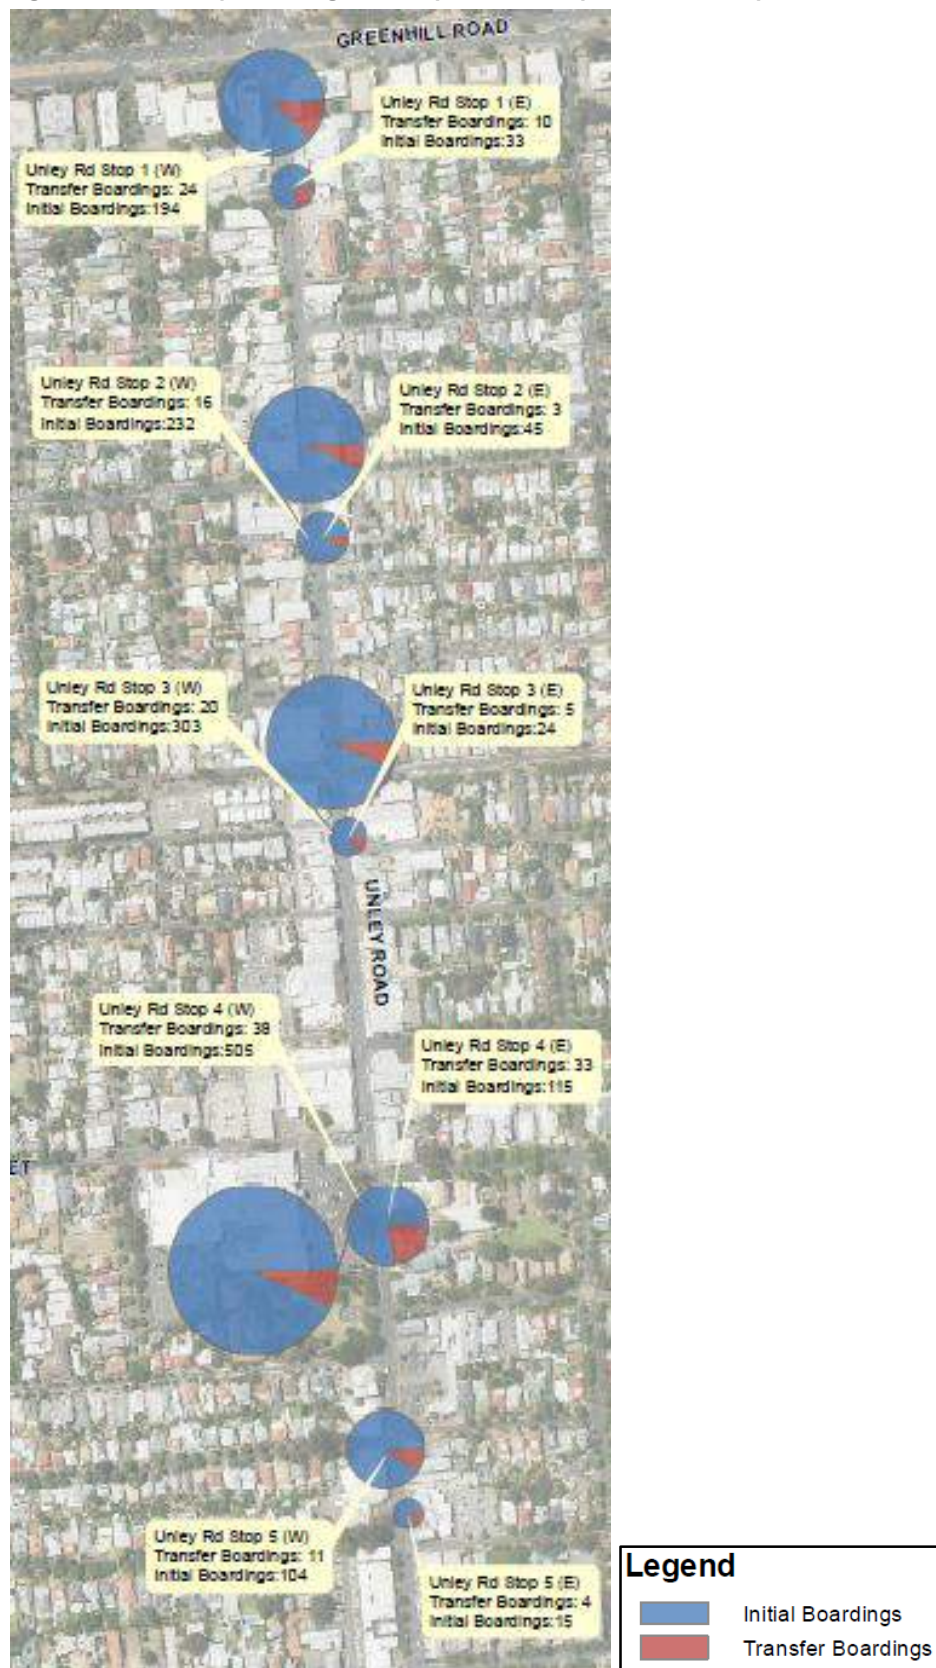 GREENHILL ROAD
Unley Rd Stop 1 (E)
Transfer Boardings: 10
Initial Boardings:33
Unley Rd Stop 1 (W)
Transfer Boardings: 24
Initial Boardings:194
Unley Rd Stop 2 (W)
Transfer Boardings: 16
Initial Boardings:232
Unley Rd Stop 2 (E)
Transfer Boardings: 3
Initial Boardings:45
Unley Rd Stop 3 (W)
Transfer Boardings: 20
Initial Boardings:303
Unley Rd Stop 3 (E)
Transfer Boardings: 5
Initial Boardings:24
UNLEY ROAD
Unley Rd Stop 4 (W)
Transfer Boardings: 38
Initial Boardings:505
Unley Rd Stop 4 (E)
Transfer Boardings: 33
Initial Boardings:115
ET
Unley Rd Stop 5 (W)
Transfer Boardings: 11
Initial Boardings:104
Unley Rd Stop 5 (E)
Transfer Boardings: 4
Initial Boardings:15
Legend
Initial Boardings
Transfer Boardings